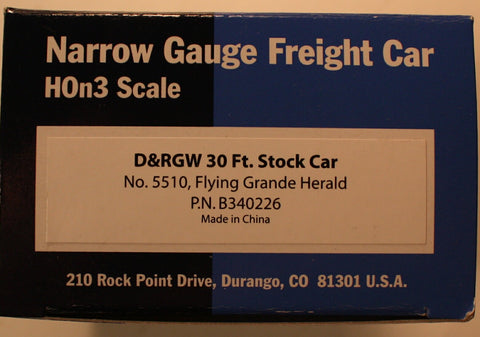 Narrow Gauge Freight Car
HOn3 Scale
D&RGW 30 Ft. Stock Car
No. 5510, Flying Grande Herald
P.N. B340226
Made in China
210 Rock Point Drive, Durango, CO 81301 U.S.A.